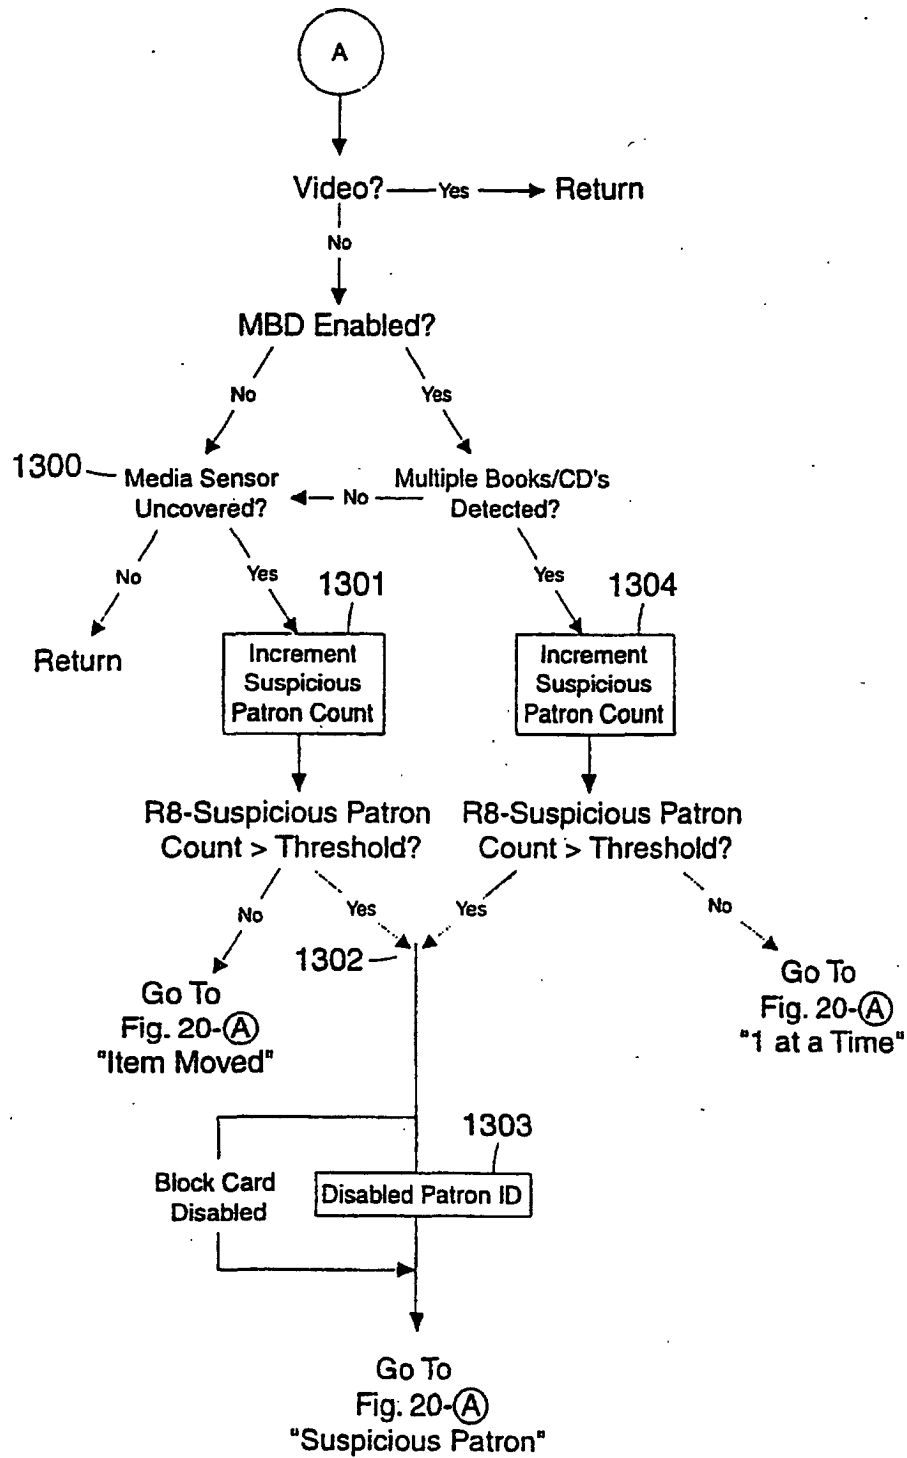 A
Video?
Yes
Return
No
MBD Enabled?
No
Yes
1300
Media Sensor
Uncovered?
No
Multiple Books/CD's
Detected?
No
Yes
1301
Yes
1304
Return
Increment
Suspicious
Patron Count
Increment
Suspicious
Patron Count
R8-Suspicious Patron
Count > Threshold?
R8-Suspicious Patron
Count > Threshold?
No
Yes
Yes
No
1302
Go To
Fig. 20-A
"Item Moved"
Go To
Fig. 20-A
"1 at a Time"
1303
Block Card
Disabled
Disabled Patron ID
Go To
Fig. 20-A
"Suspicious Patron"